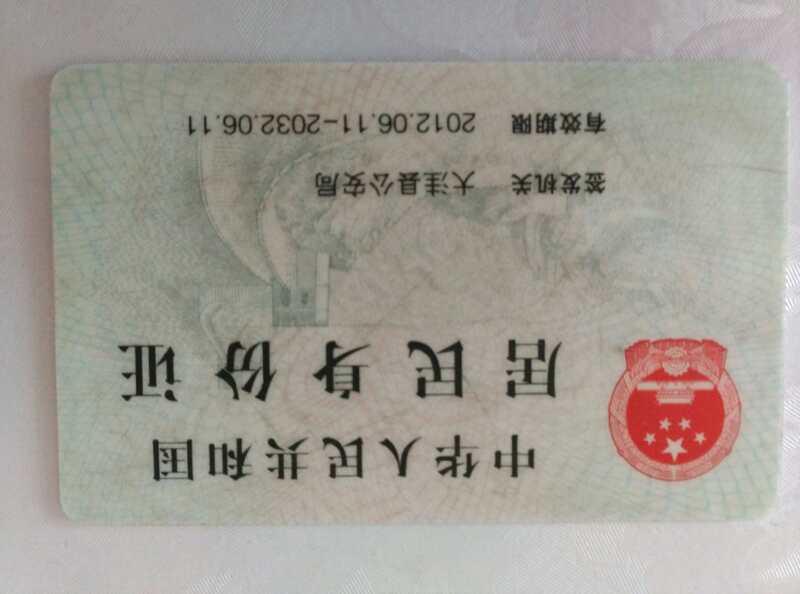 中华人民共和国
居民身份证
签发机关 大洼县公安局
有效期限 2012.06.11-2032.06.11